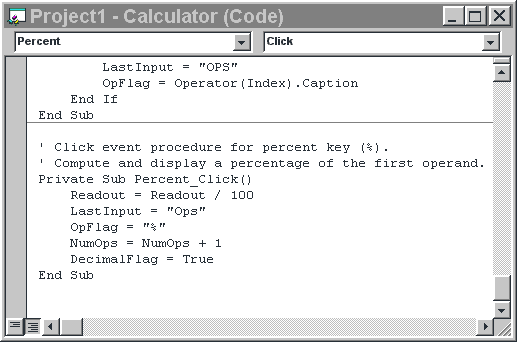 Project1 - Calculator (Code)
Percent
Click
LastInput = "OPS"
OpFlag = Operator(Index).Caption
End If
End Sub
' Click event procedure for percent key (%).
' Compute and display a percentage of the first operand.
Private Sub Percent_Click()
Readout = Readout / 100
LastInput = "Ops"
OpFlag = "%"
NumOps = NumOps + 1
DecimalFlag = True
End Sub